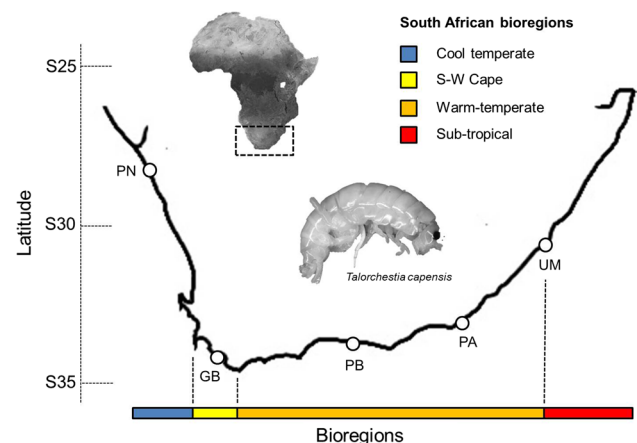 South African bioregions
Cool temperate
S-W Cape
Warm-temperate
Sub-tropical
S25
S30
S35
Latitude
PN
GB
PB
PA
UM
Talorchestia capensis
Bioregions